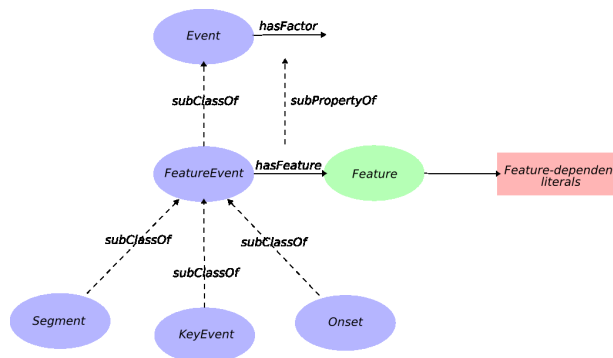 Event
hasFactor
subClassOf
subPropertyOf
FeatureEvent
hasFeature
Feature
Feature-dependen
literals
subClassOf
subClassOf
subClassOf
Segment
KeyEvent
Onset